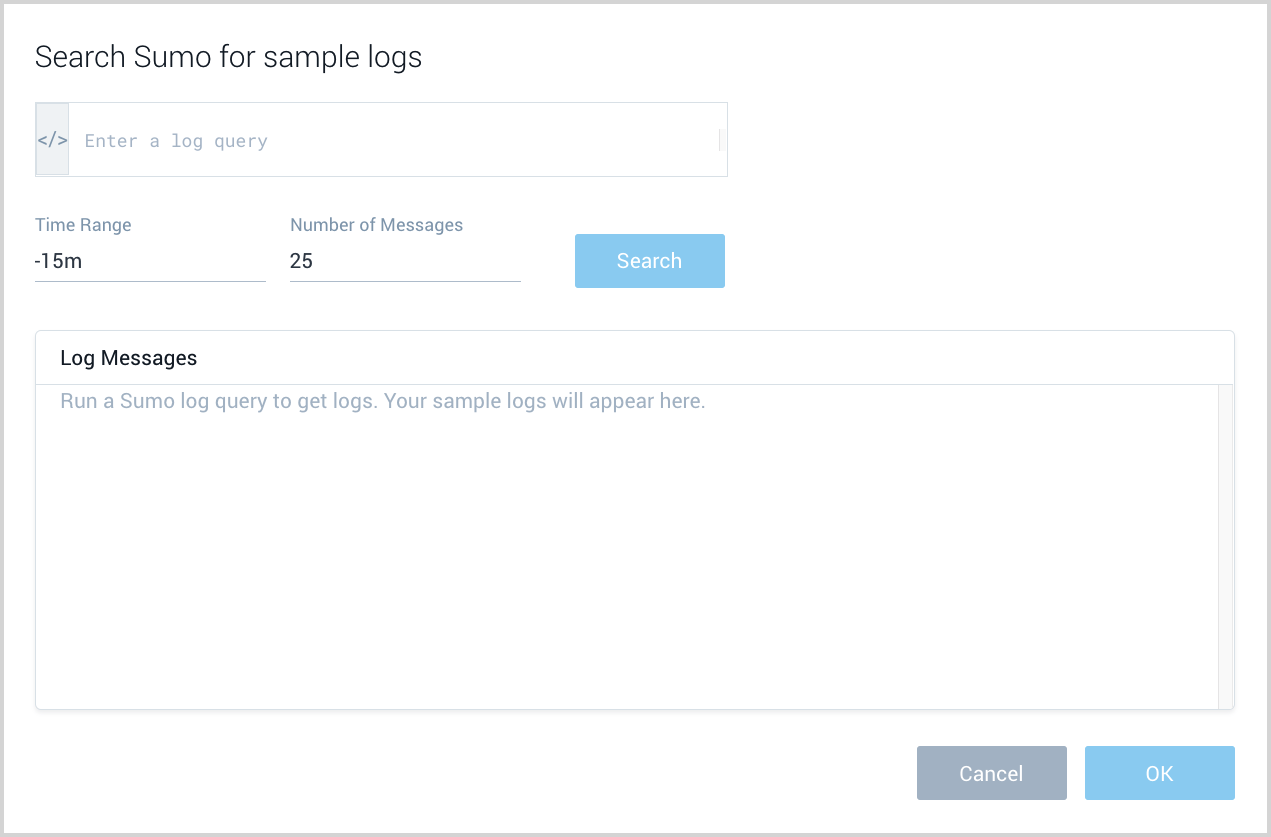 Search Sumo for sample logs
</> Enter a log query
Time Range Number of Messages
-15m 25 Search
Log Messages
Run a Sumo log query to get logs. Your sample logs will appear here.
Cancel OK